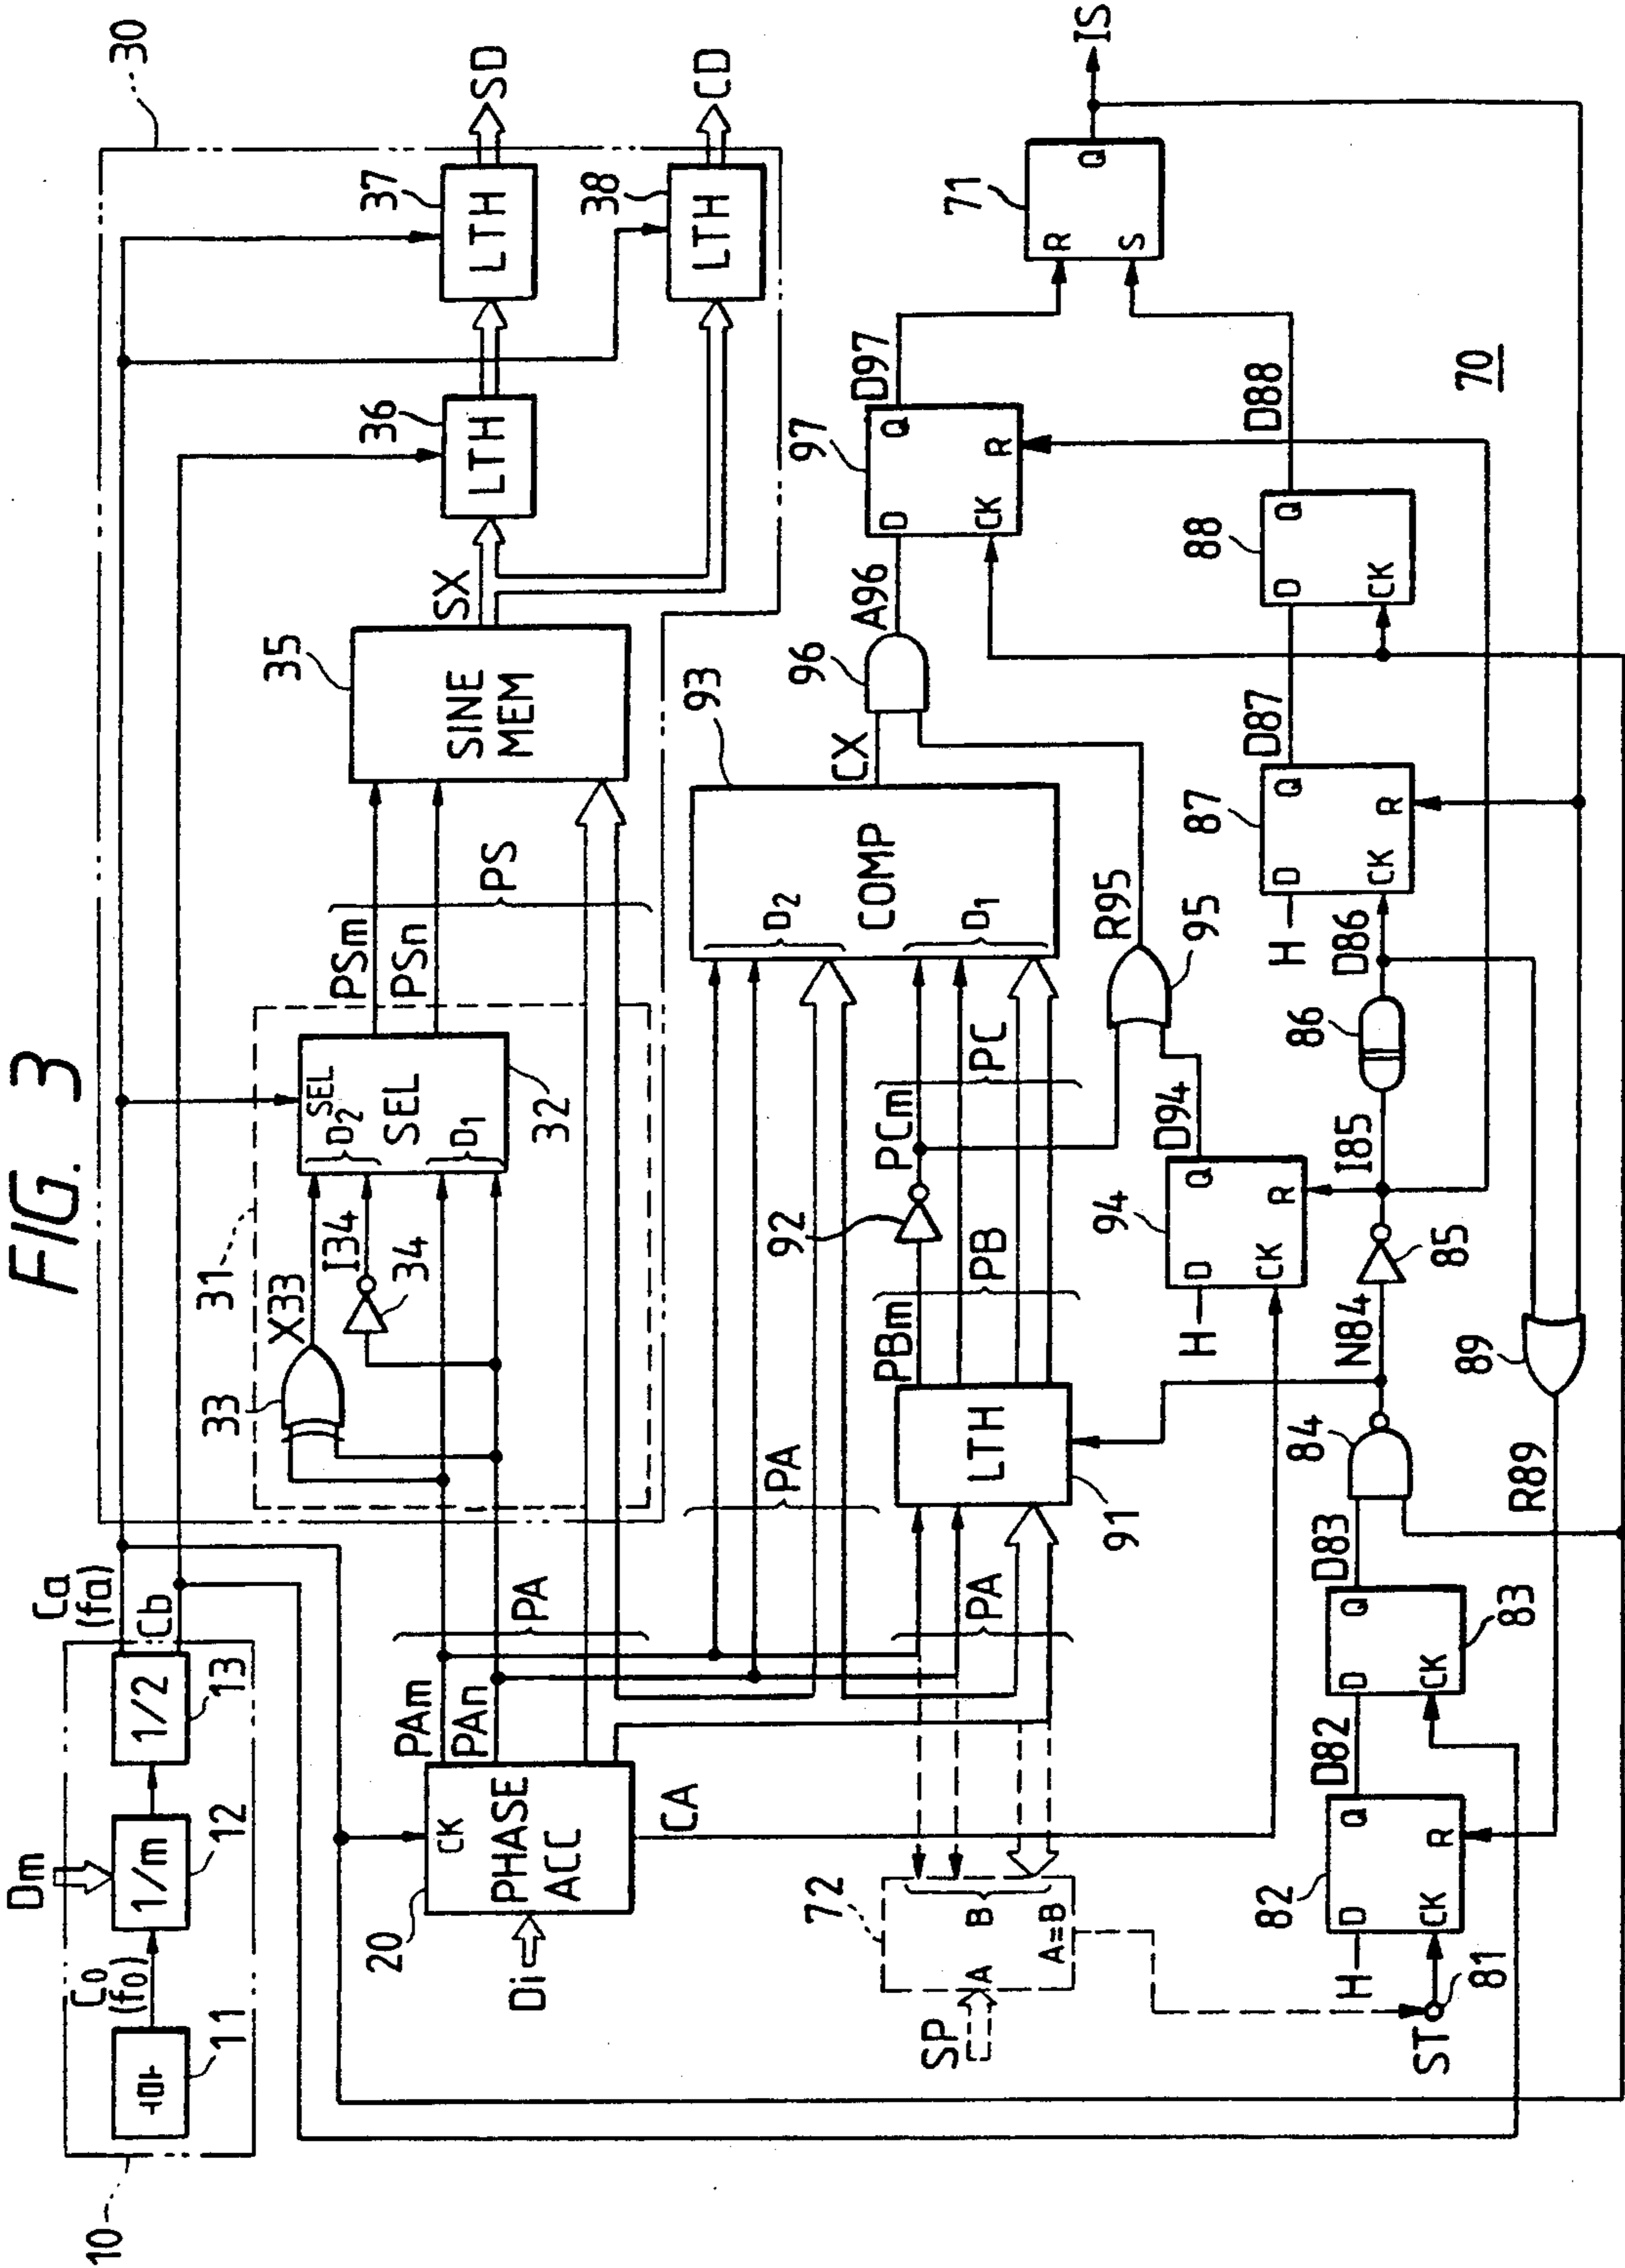 FIG. 3
10
11
C0
(f0)
Dm
1/m
12
1/2
13
Ca
(fa)
Cb
30
31
X33
33
I34
34
SEL
D2
SEL
D1
32
PSm
PSn
PS
35
SINE
MEM
SX
36
LTH
37
LTH
SD
38
LTH
CD
Di
20
CK
PHASE
ACC
PAm
PAn
PA
CA
PA
PA
LTH
91
PBm
PB
92
PCm
PC
D2
COMP
D1
93
CX
96
A96
R95
95
97
D
Q
CK
R
D97
71
R
S
Q
IS
72
SP
A
B
A=B
94
H
D
Q
CK
R
D94
ST
81
82
H
D
Q
CK
R
D82
D
Q
CK
83
D83
84
N84
85
I85
86
D86
87
H
D
Q
CK
R
D87
88
D
Q
CK
D88
89
R89
70